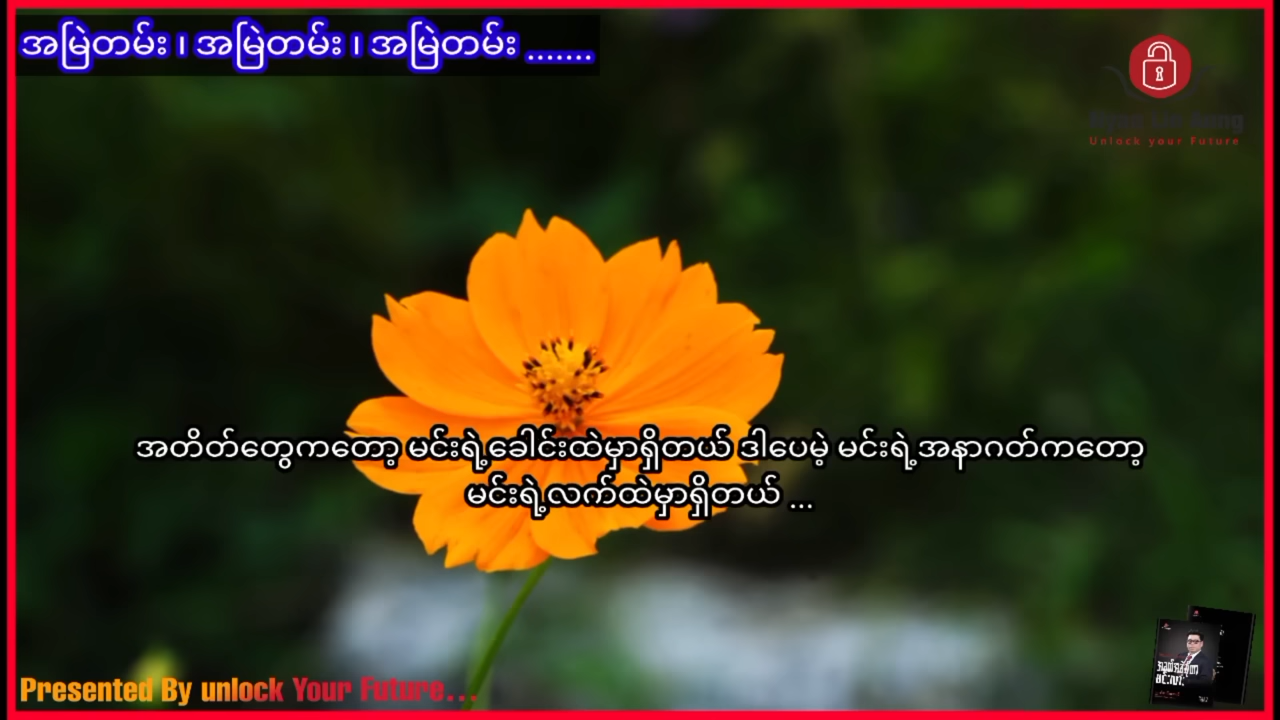 အမြဲတမ်း ၊ အမြဲတမ်း ၊ အမြဲတမ်း .......
Unlock your Future
အတိတ်တွေကတော့ မင်းရဲ့ခေါင်းထဲမှာရှိတယ် ဒါပေမဲ့ မင်းရဲ့အနာဂတ်ကတော့
မင်းရဲ့လက်ထဲမှာရှိတယ် ...
Presented By unlock Your Future...